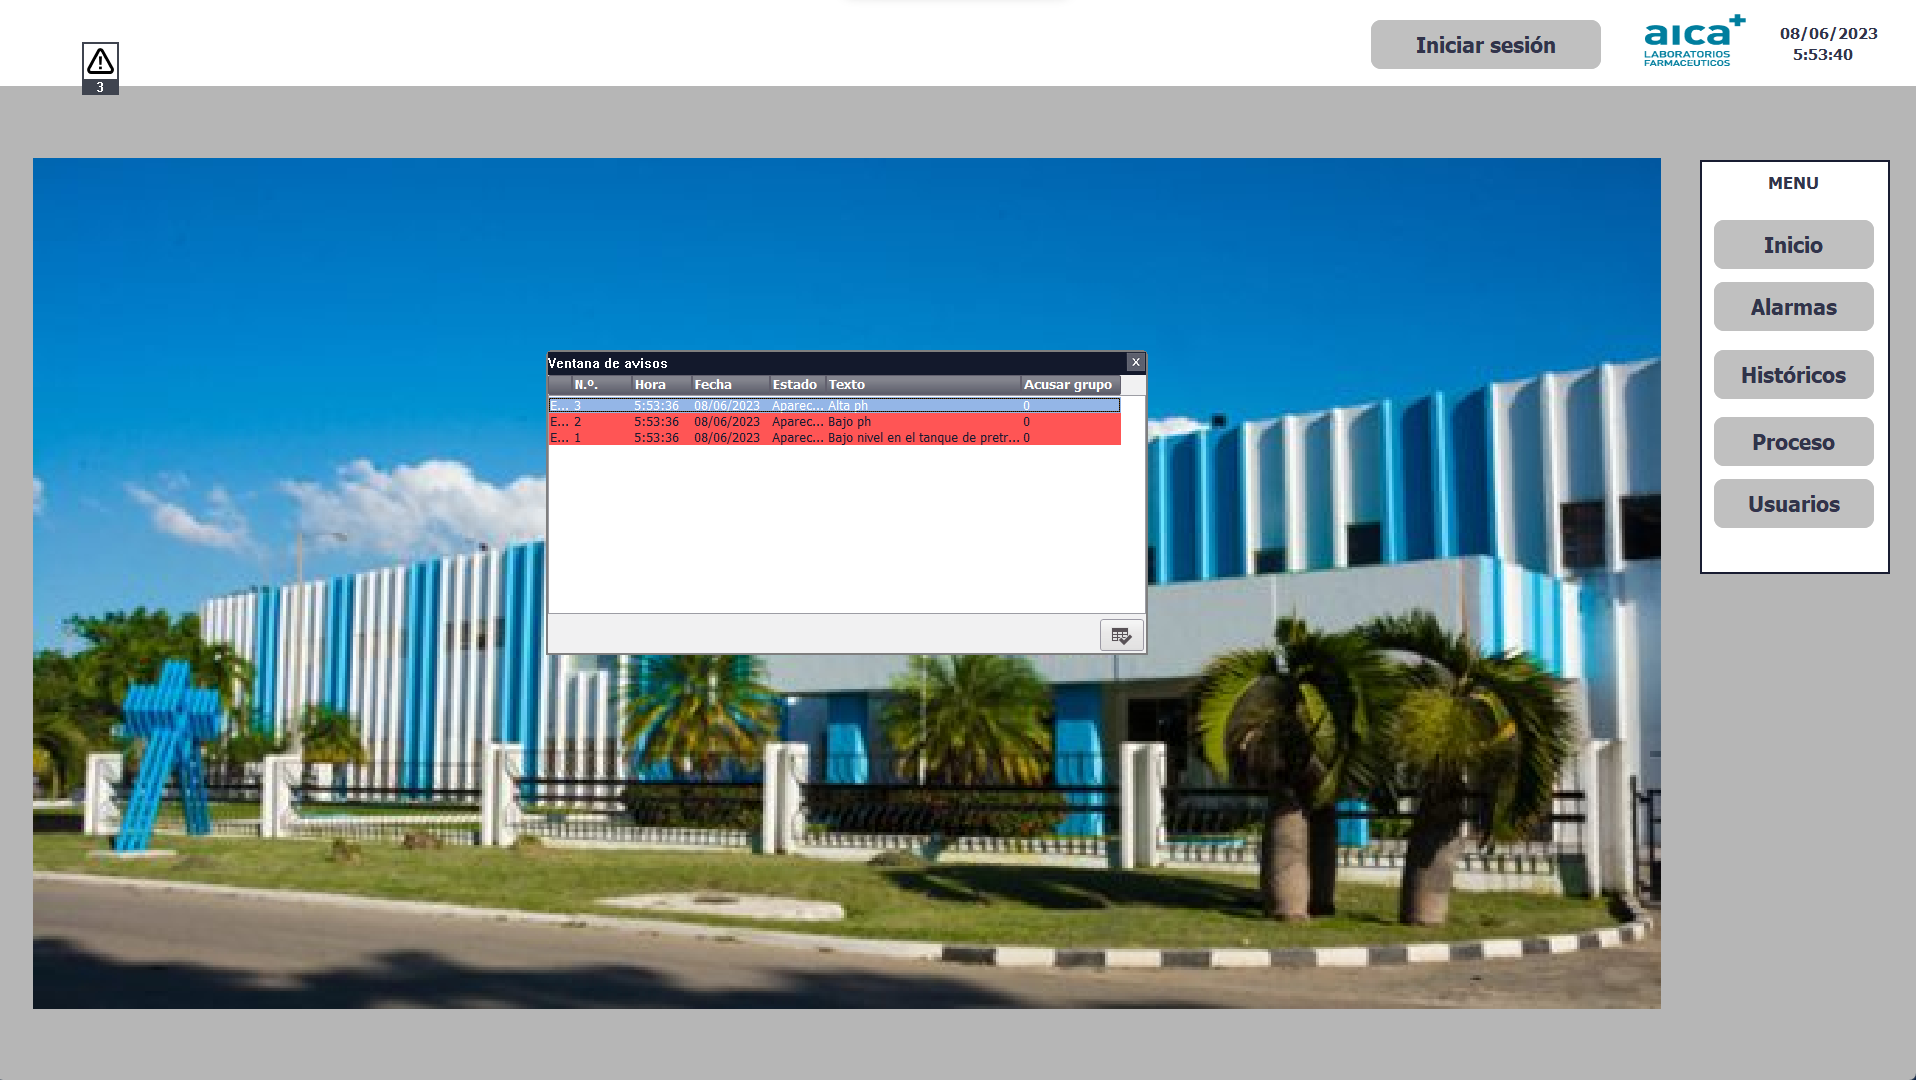 Iniciar sesión
aica+
LABORATORIOS
FARMACEUTICOS
08/06/2023
5:53:40
3
MENU
Inicio
Alarmas
Históricos
Proceso
Usuarios
Ventana de avisos
N.º. Hora Fecha Estado Texto Acusar grupo
E... 3 5:53:36 08/06/2023 Aparec... Alta ph 0
E... 2 5:53:36 08/06/2023 Aparec... Bajo ph 0
E... 1 5:53:36 08/06/2023 Aparec... Bajo nivel en el tanque de pretr... 0